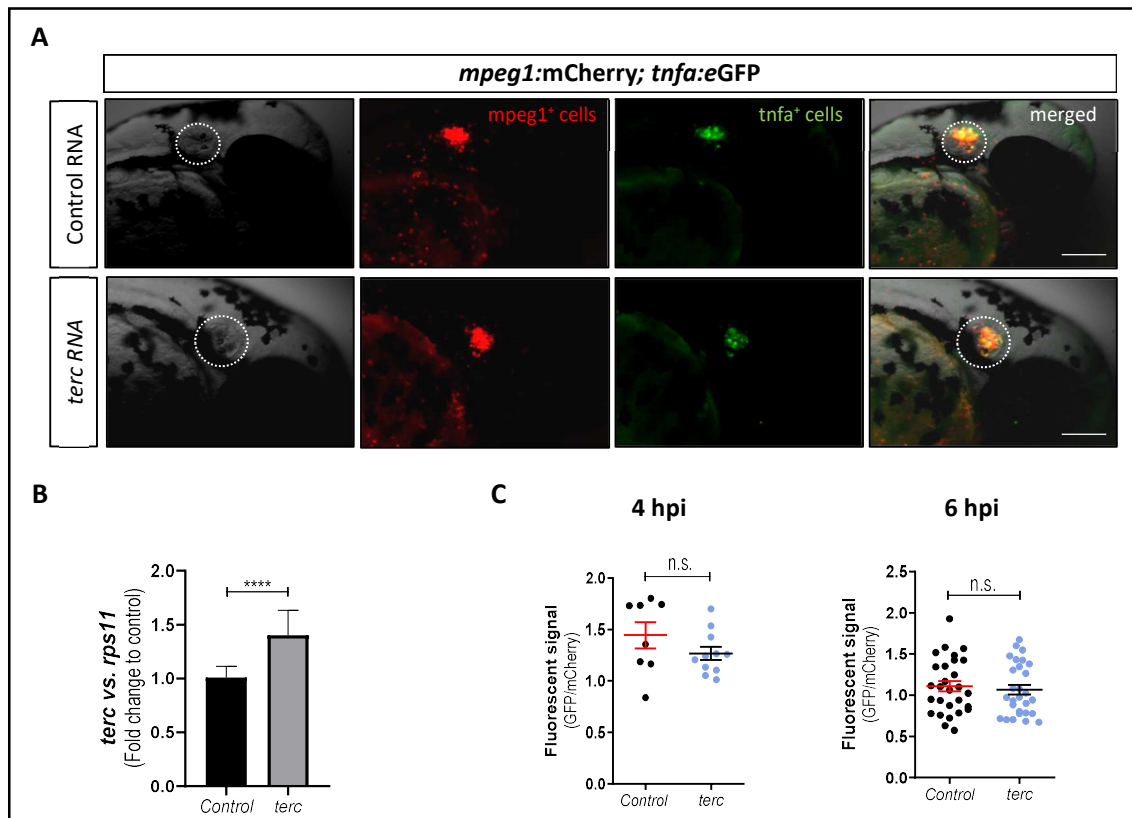 A
mpeg1:mCherry; tnfa:eGFP
Control RNA
mpeg1⁺ cells
tnfa⁺ cells
merged
terc RNA
B
terc vs. rps11
(Fold change to control)
2.0
1.5
1.0
0.5
0.0
****
Control
terc
C
4 hpi
Fluorescent signal
(GFP/mCherry)
2.0
1.5
1.0
0.5
0.0
n.s.
Control
terc
6 hpi
Fluorescent signal
(GFP/mCherry)
2.5
2.0
1.5
1.0
0.5
0.0
n.s.
Control
terc